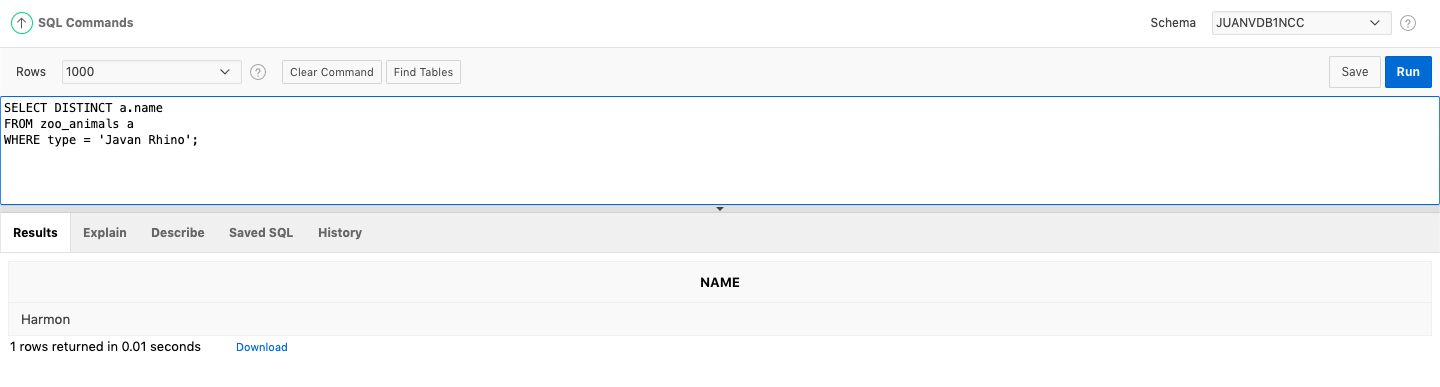 SQL Commands
Schema
JUANVDB1NCC
?
Rows
1000
?
Clear Command
Find Tables
Save
Run
SELECT DISTINCT a.name
FROM zoo_animals a
WHERE type = 'Javan Rhino';
Results Explain Describe Saved SQL History
NAME
Harmon
1 rows returned in 0.01 seconds Download